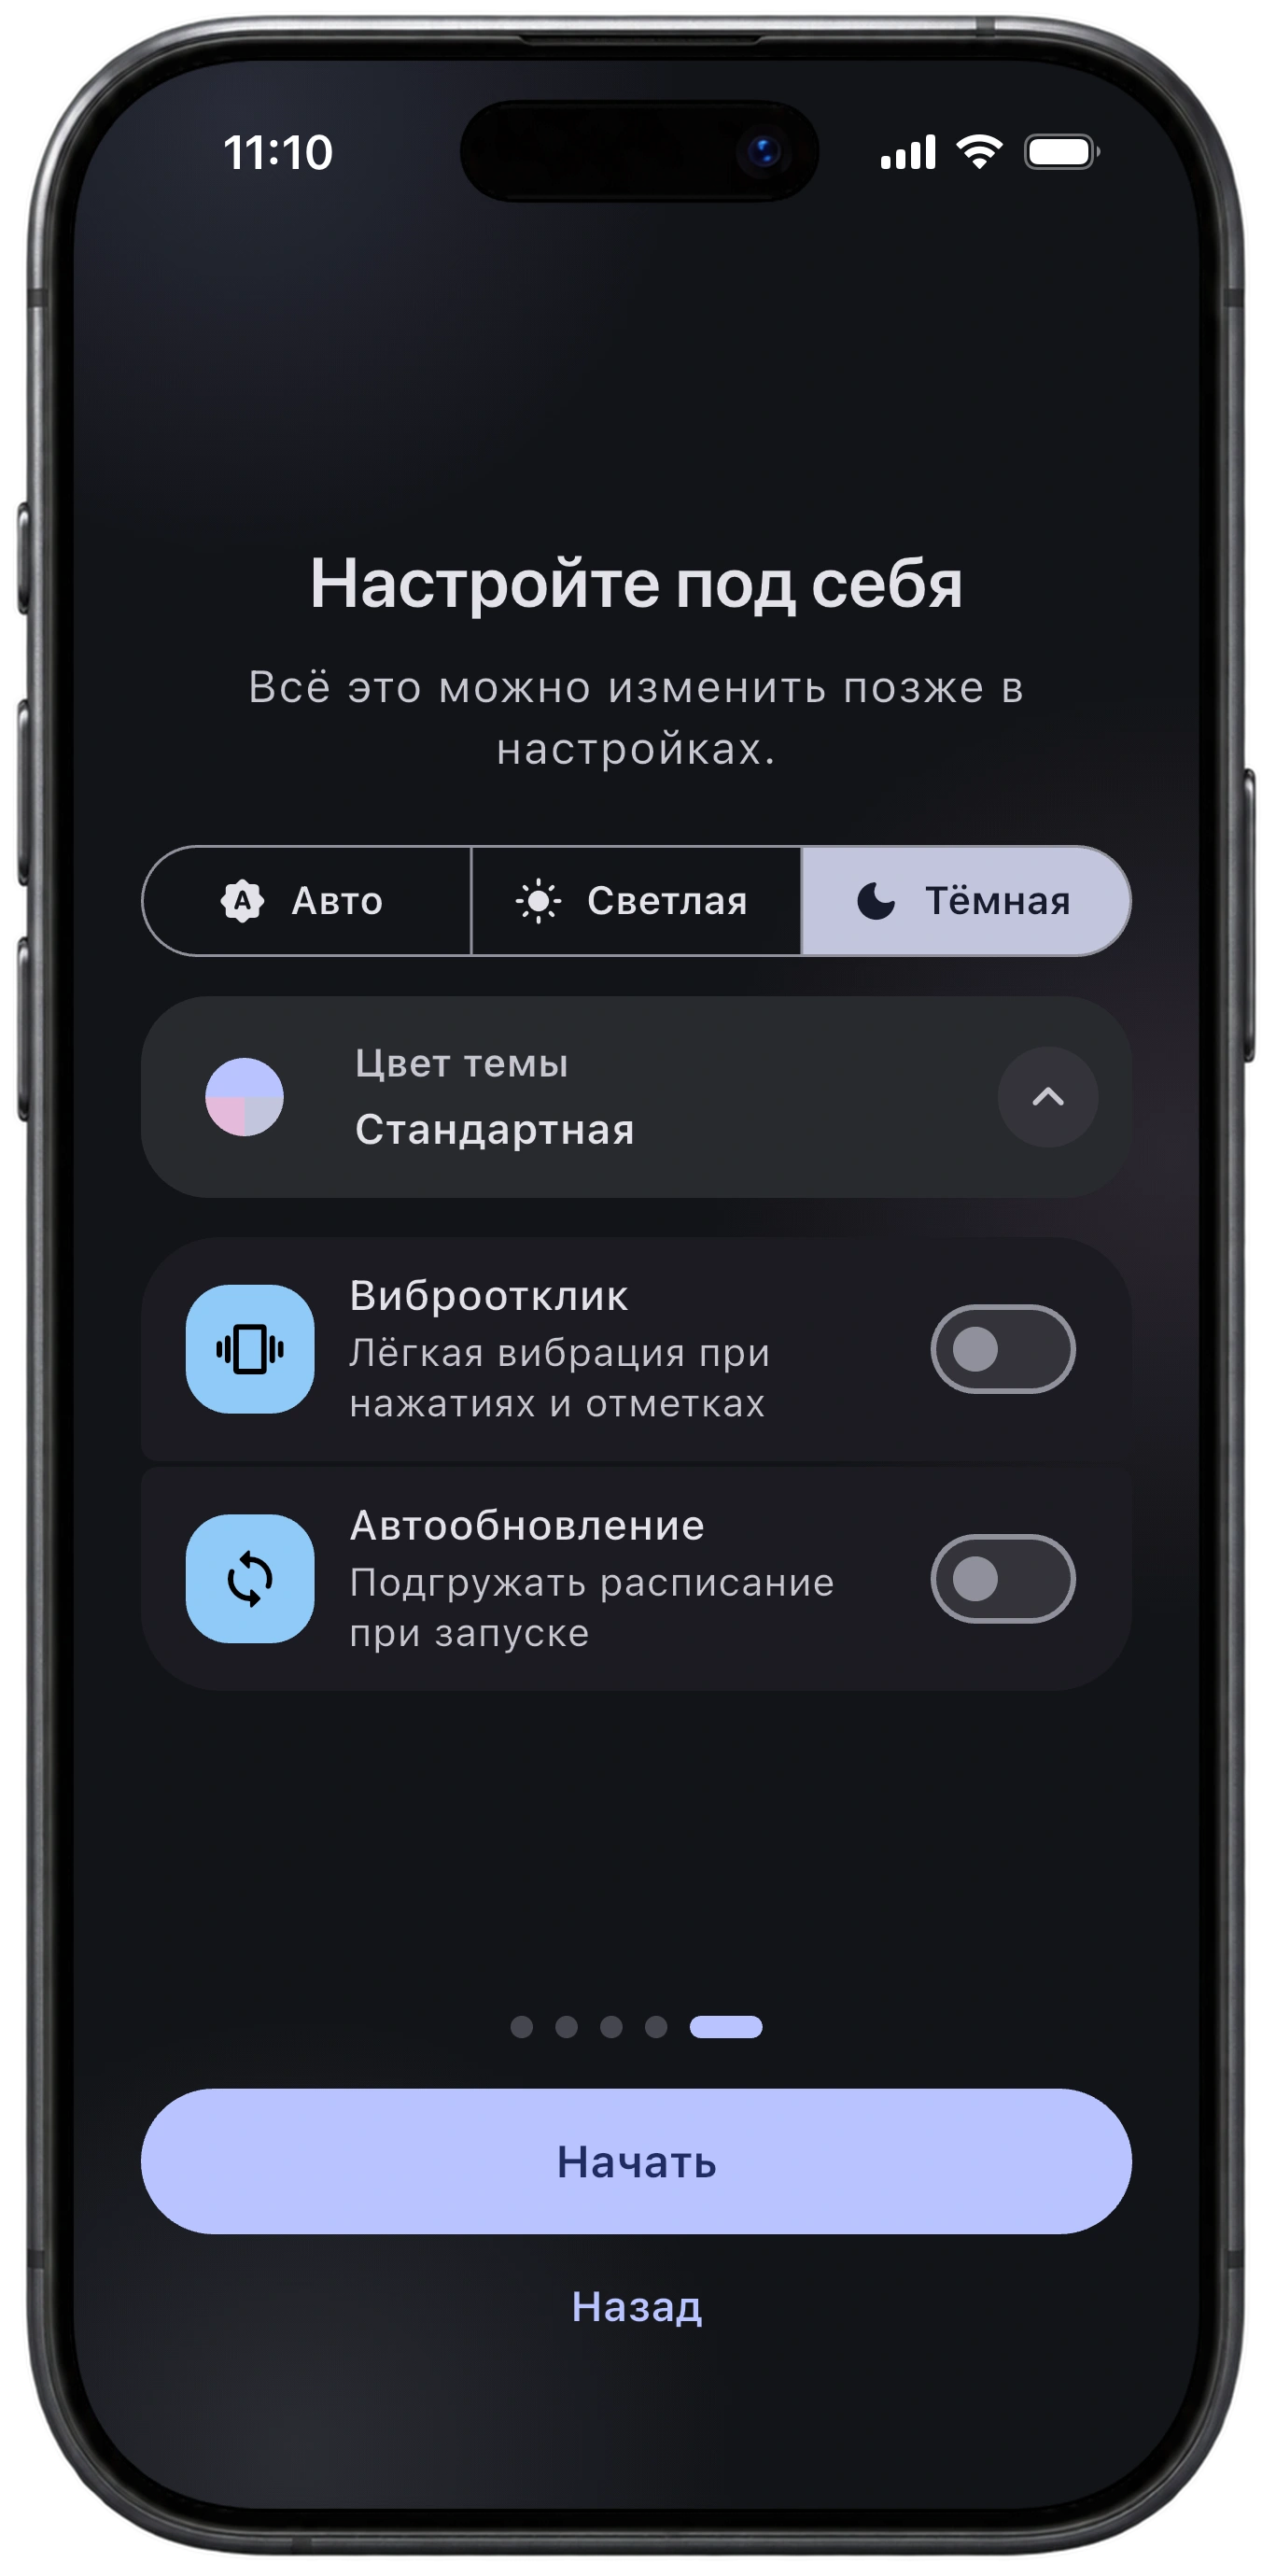 11:10
Настройте под себя
Всё это можно изменить позже в
настройках.
A Авто
Светлая
Тёмная
Цвет темы
Стандартная
Виброотклик
Лёгкая вибрация при
нажатиях и отметках
Автообновление
Подгружать расписание
при запуске
Начать
Назад